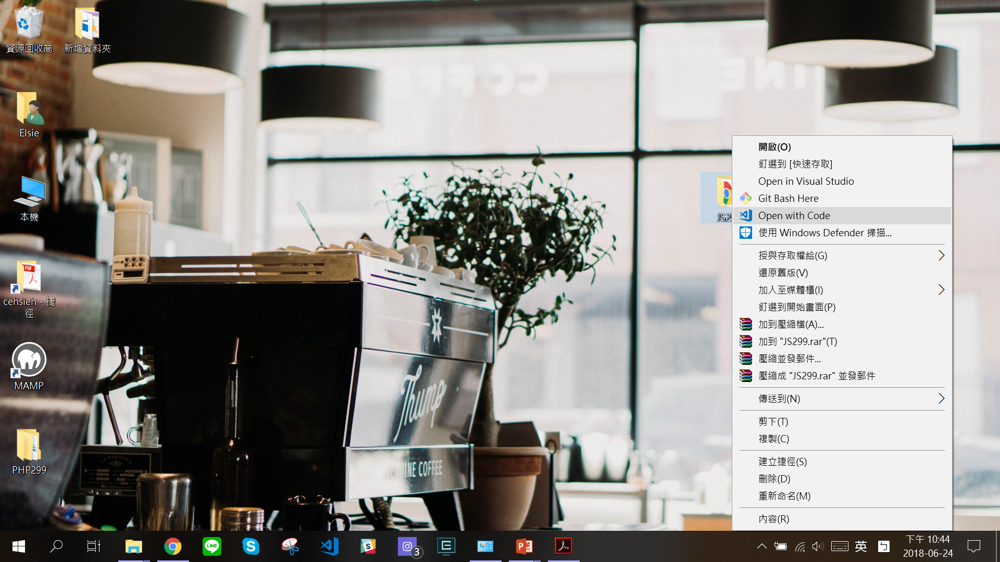 資源回收筒
新增資料夾
Elsie
本機
cehsieh - 捷
徑
MAMP
PHP299
COFF
INE
Thump
GENUINE COFFEE
LA MARZOCCO
PDF
開啟(O)
釘選到 [快速存取]
Open in Visual Studio
Git Bash Here
Open with Code
使用 Windows Defender 掃描...
授與存取權給(G)
還原舊版(V)
加入至媒體櫃(I)
釘選到開始畫面(P)
加到壓縮檔(A)...
加到 "JS299.rar"(T)
壓縮並發郵件...
壓縮成 "JS299.rar" 並發郵件
傳送到(N)
剪下(T)
複製(C)
建立捷徑(S)
刪除(D)
重新命名(M)
內容(R)
LINE
3
英
ㄅ
下午 10:44
2018-06-24